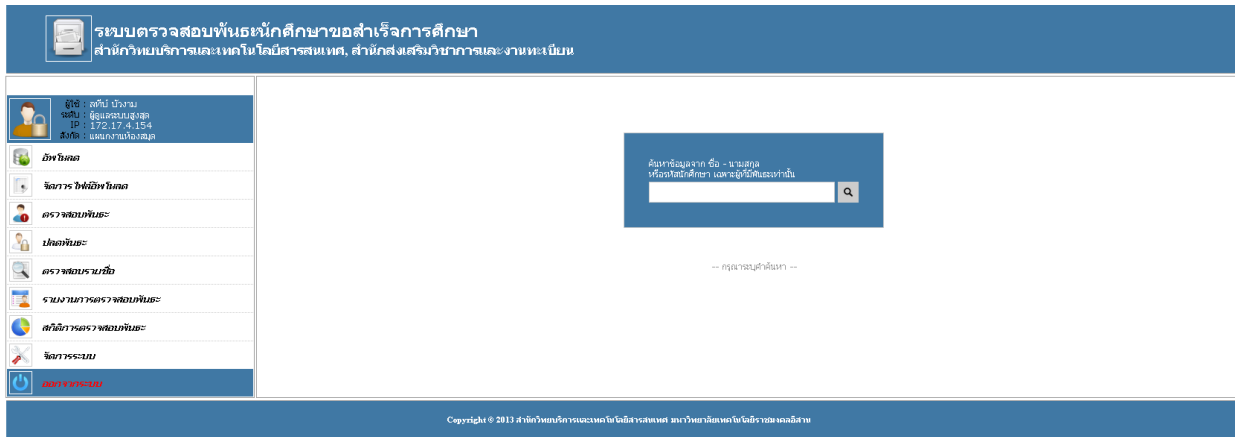 ระบบตรวจสอบพันธะนักศึกษาขอสำเร็จการศึกษา
สำนักวิทยบริการและเทคโนโลยีสารสนเทศ, สำนักส่งเสริมวิชาการและงานทะเบียน
ผู้ใช้ : สทีป บัวงาม
ระดับ : ผู้ดูแลระบบสูงสุด
IP : 172.17.4.154
สังกัด : แผนกงานห้องสมุด
อัพโหลด
จัดการไฟล์อัพโหลด
ตรวจสอบพันธะ
ปลดพันธะ
ตรวจสอบรายชื่อ
รายงานการตรวจสอบพันธะ
สถิติการตรวจสอบพันธะ
จัดการระบบ
ออกจากระบบ
ค้นหาข้อมูลจาก ชื่อ - นามสกุล
หรือรหัสนักศึกษา เฉพาะผู้ที่มีพันธะเท่านั้น
-- กรุณาระบุคำค้นหา --
Copyright © 2013 สำนักวิทยบริการและเทคโนโลยีสารสนเทศ มหาวิทยาลัยเทคโนโลยีราชมงคลอีสาน